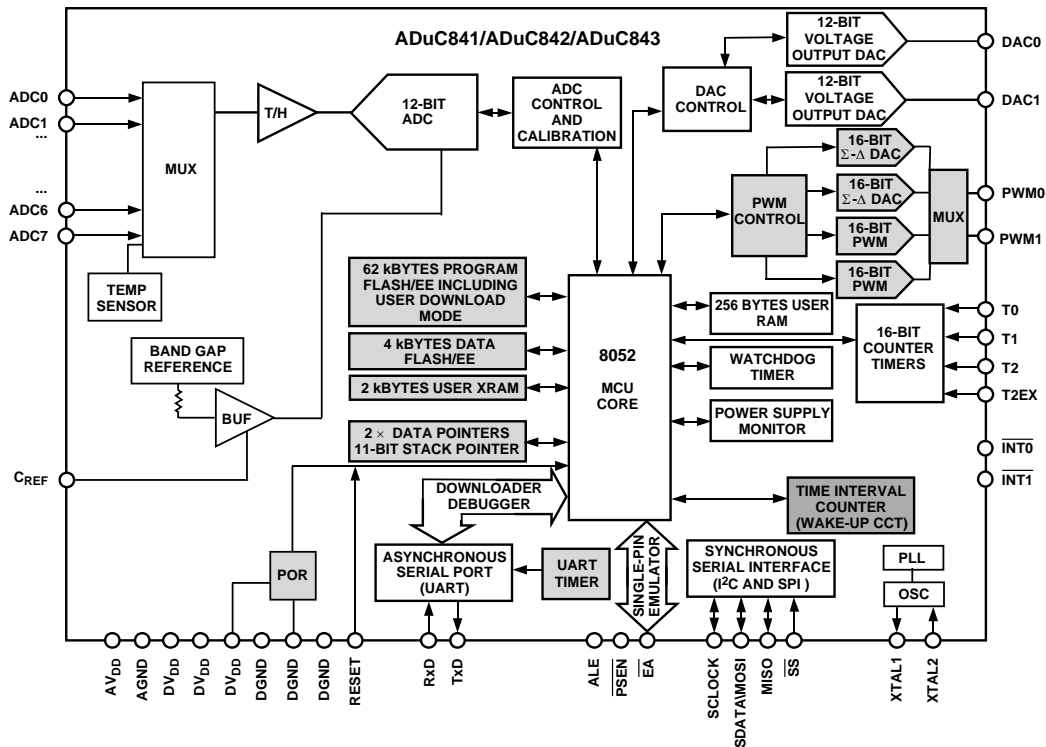 ADuC841/ADuC842/ADuC843
ADC0
ADC1
...
...
ADC6
ADC7
MUX
T/H
12-BIT
ADC
ADC
CONTROL
AND
CALIBRATION
DAC
CONTROL
12-BIT
VOLTAGE
OUTPUT DAC
DAC0
12-BIT
VOLTAGE
OUTPUT DAC
DAC1
16-BIT
Σ-Δ DAC
16-BIT
Σ-Δ DAC
16-BIT
PWM
16-BIT
PWM
PWM
CONTROL
MUX
PWM0
PWM1
TEMP
SENSOR
BAND GAP
REFERENCE
BUF
CREF
62 kBYTES PROGRAM
FLASH/EE INCLUDING
USER DOWNLOAD
MODE
4 kBYTES DATA
FLASH/EE
2 kBYTES USER XRAM
2 × DATA POINTERS
11-BIT STACK POINTER
8052
MCU
CORE
256 BYTES USER
RAM
WATCHDOG
TIMER
POWER SUPPLY
MONITOR
16-BIT
COUNTER
TIMERS
T0
T1
T2
T2EX
INT0
INT1
TIME INTERVAL
COUNTER
(WAKE-UP CCT)
DOWNLOADER
DEBUGGER
POR
ASYNCHRONOUS
SERIAL PORT
(UART)
UART
TIMER
SINGLE-PIN
EMULATOR
SYNCHRONOUS
SERIAL INTERFACE
(I2C AND SPI )
PLL
OSC
AVDD
AGND
DVDD
DVDD
DVDD
DGND
DGND
DGND
RESET
RxD
TxD
ALE
PSEN
EA
SCLOCK
SDATA\MOSI
MISO
SS
XTAL1
XTAL2